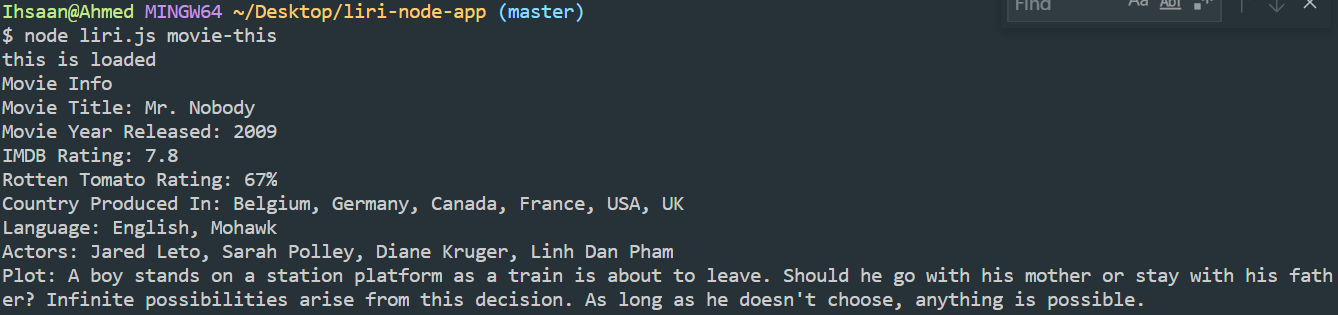 Ihsaan@Ahmed MINGW64 ~/Desktop/liri-node-app (master)
Find Aa Abl
$ node liri.js movie-this
this is loaded
Movie Info
Movie Title: Mr. Nobody
Movie Year Released: 2009
IMDB Rating: 7.8
Rotten Tomato Rating: 67%
Country Produced In: Belgium, Germany, Canada, France, USA, UK
Language: English, Mohawk
Actors: Jared Leto, Sarah Polley, Diane Kruger, Linh Dan Pham
Plot: A boy stands on a station platform as a train is about to leave. Should he go with his mother or stay with his fath
er? Infinite possibilities arise from this decision. As long as he doesn't choose, anything is possible.